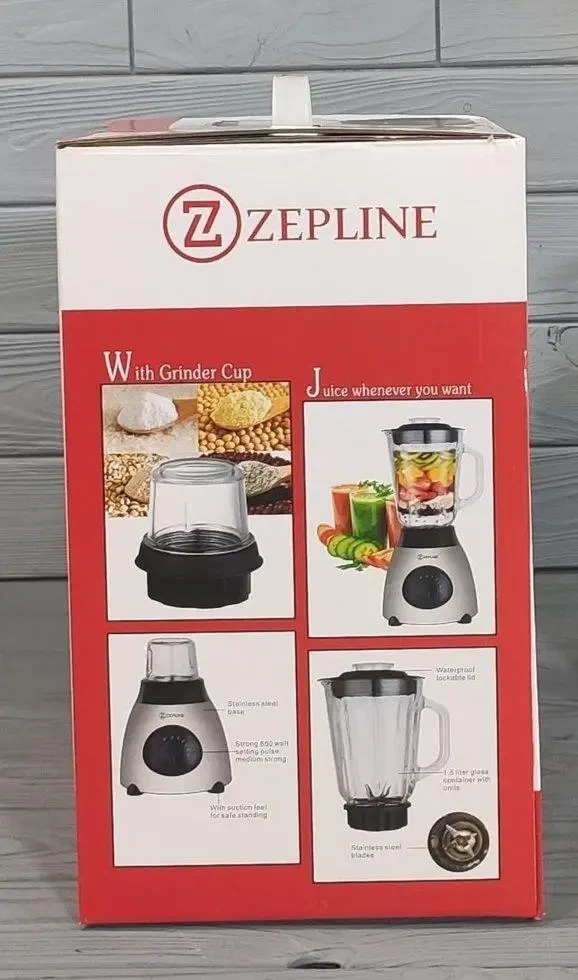 Z ZEPLINE
With Grinder Cup
Juice whenever you want
ZEPLINE
Stainless steel
base
Strong 650 watt
setting pulse
medium strong
With suction feet
for safe standing
ZEPLINE
Waterproof
lockable lid
1.5 liter glass
container with
units
Stainless steel
blades